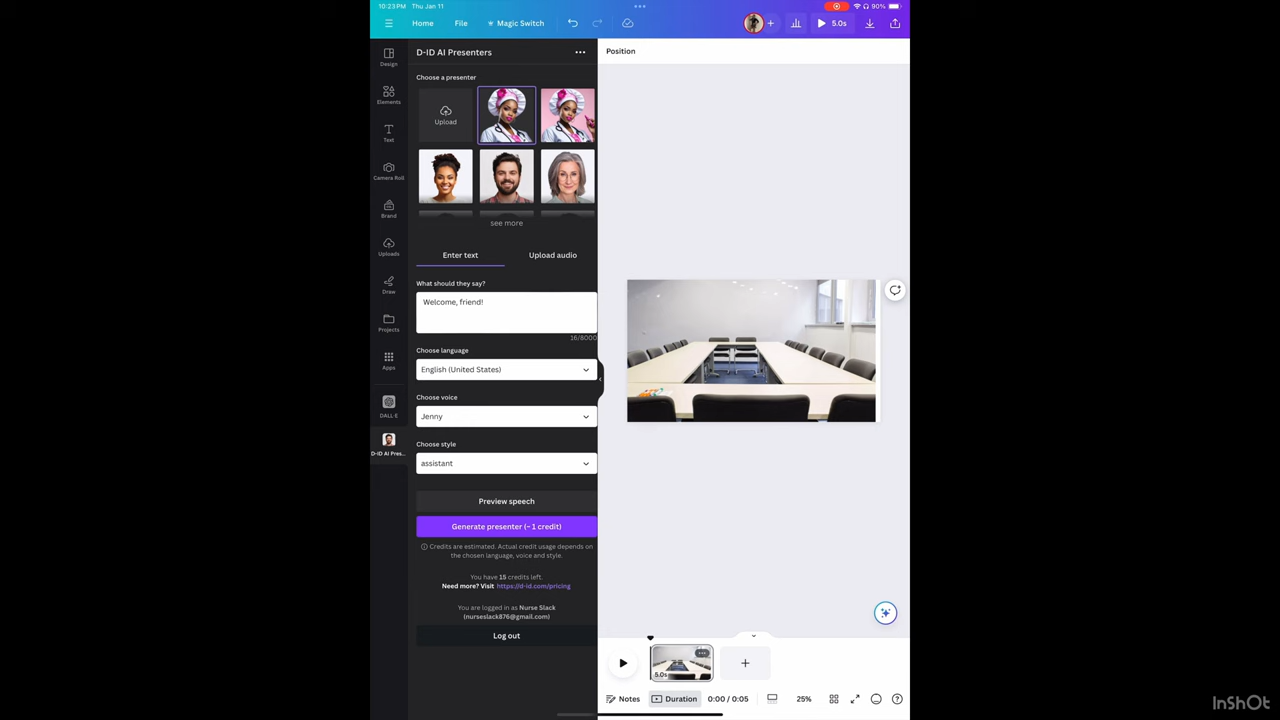 10:23 PM Thu Jan 11
90%
Home File Magic Switch
5.0s
Design
Elements
Text
Camera Roll
Brand
Uploads
Draw
Projects
Apps
DALL·E
D-ID AI Pres...
D-ID AI Presenters
Choose a presenter
Upload
see more
Enter text Upload audio
What should they say?
Welcome, friend!
16/8000
Choose language
English (United States)
Choose voice
Jenny
Choose style
assistant
Preview speech
Generate presenter (~ 1 credit)
Credits are estimated. Actual credit usage depends on
the chosen language, voice and style.
You have 15 credits left.
Need more? Visit https://d-id.com/pricing
You are logged in as Nurse Slack
(nurseslack876@gmail.com)
Log out
Position
5.0s
Notes Duration 0:00 / 0:05 25%
InShOt